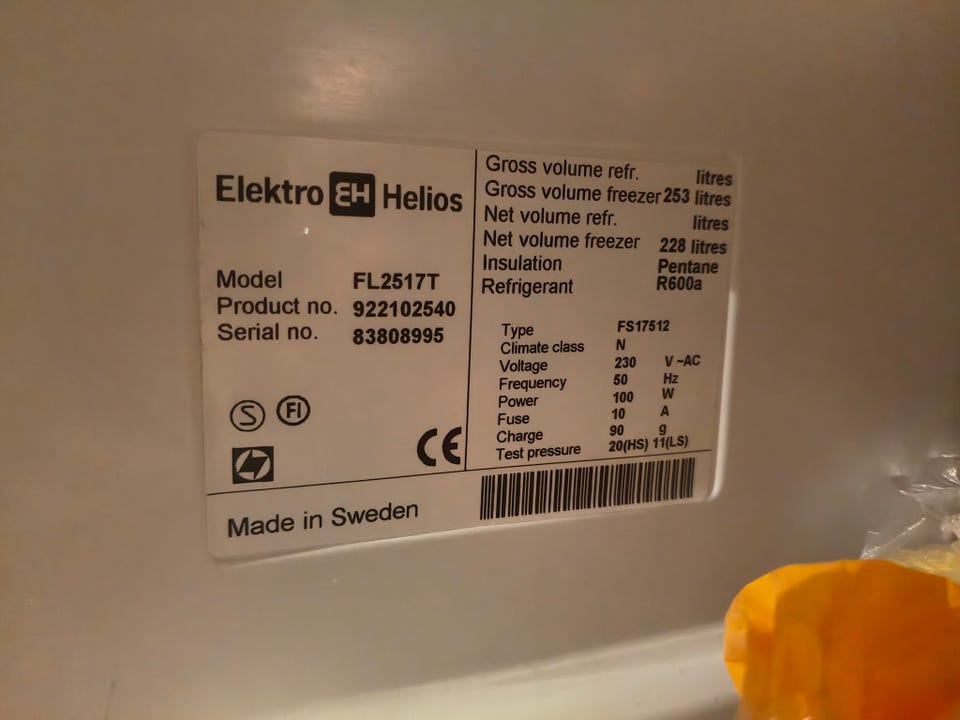 Elektro EH Helios
Model FL2517T
Product no. 922102540
Serial no. 83808995
S FI
CE
Made in Sweden
Gross volume refr. litres
Gross volume freezer 253 litres
Net volume refr. litres
Net volume freezer 228 litres
Insulation Pentane
Refrigerant R600a
Type FS17512
Climate class N
Voltage 230 V ~AC
Frequency 50 Hz
Power 100 W
Fuse 10 A
Charge 90 g
Test pressure 20(HS) 11(LS)